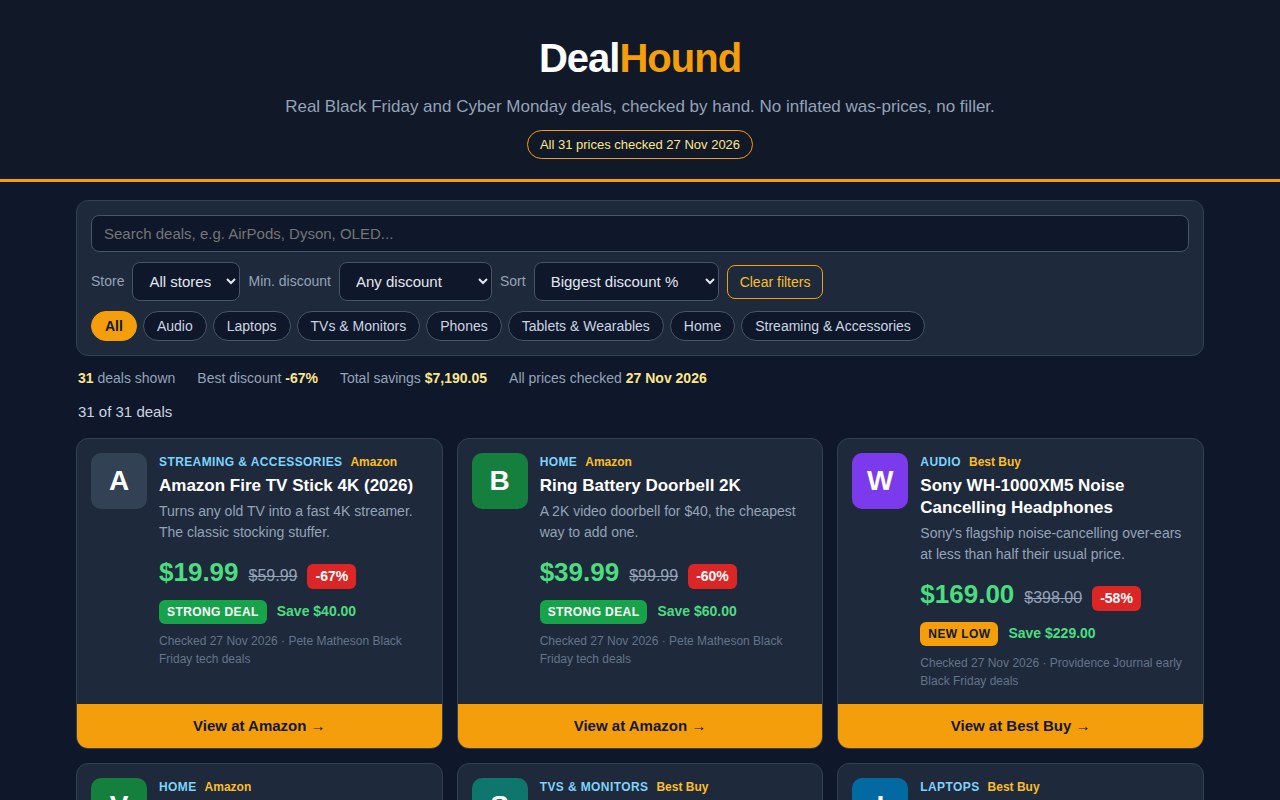 DealHound
Real Black Friday and Cyber Monday deals, checked by hand. No inflated was-prices, no filler.
All 31 prices checked 27 Nov 2026
Search deals, e.g. AirPods, Dyson, OLED...
Store All stores Min. discount Any discount Sort Biggest discount % Clear filters
All Audio Laptops TVs & Monitors Phones Tablets & Wearables Home Streaming & Accessories
31 deals shown Best discount -67% Total savings $7,190.05 All prices checked 27 Nov 2026
31 of 31 deals
A
STREAMING & ACCESSORIES Amazon
Amazon Fire TV Stick 4K (2026)
Turns any old TV into a fast 4K streamer.
The classic stocking stuffer.
$19.99 $59.99 -67%
STRONG DEAL Save $40.00
Checked 27 Nov 2026 · Pete Matheson Black
Friday tech deals
View at Amazon →
B
HOME Amazon
Ring Battery Doorbell 2K
A 2K video doorbell for $40, the cheapest
way to add one.
$39.99 $99.99 -60%
STRONG DEAL Save $60.00
Checked 27 Nov 2026 · Pete Matheson Black
Friday tech deals
View at Amazon →
W
AUDIO Best Buy
Sony WH-1000XM5 Noise
Cancelling Headphones
Sony's flagship noise-cancelling over-ears
at less than half their usual price.
$169.00 $398.00 -58%
NEW LOW Save $229.00
Checked 27 Nov 2026 · Providence Journal early
Black Friday deals
View at Best Buy →
HOME Amazon
TVS & MONITORS Best Buy
LAPTOPS Best Buy